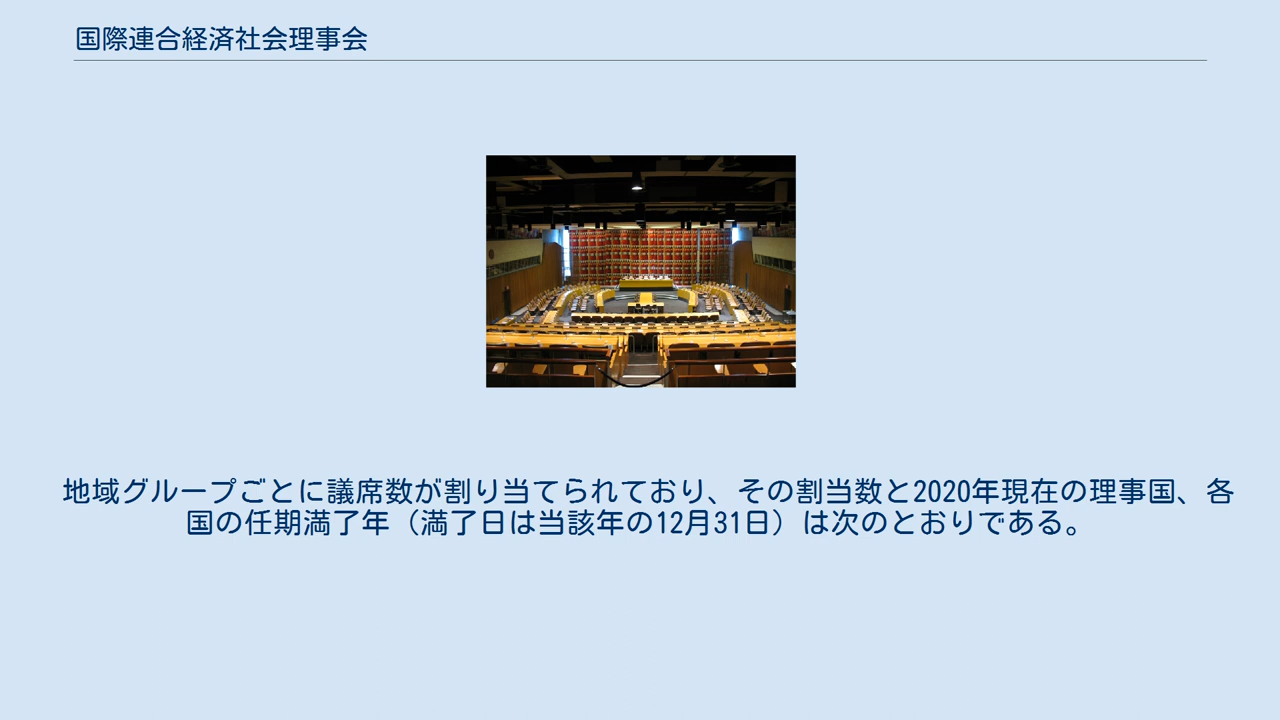 国際連合経済社会理事会
地域グループごとに議席数が割り当てられており、その割当数と2020年現在の理事国、各
国の任期満了年（満了日は当該年の12月31日）は次のとおりである。